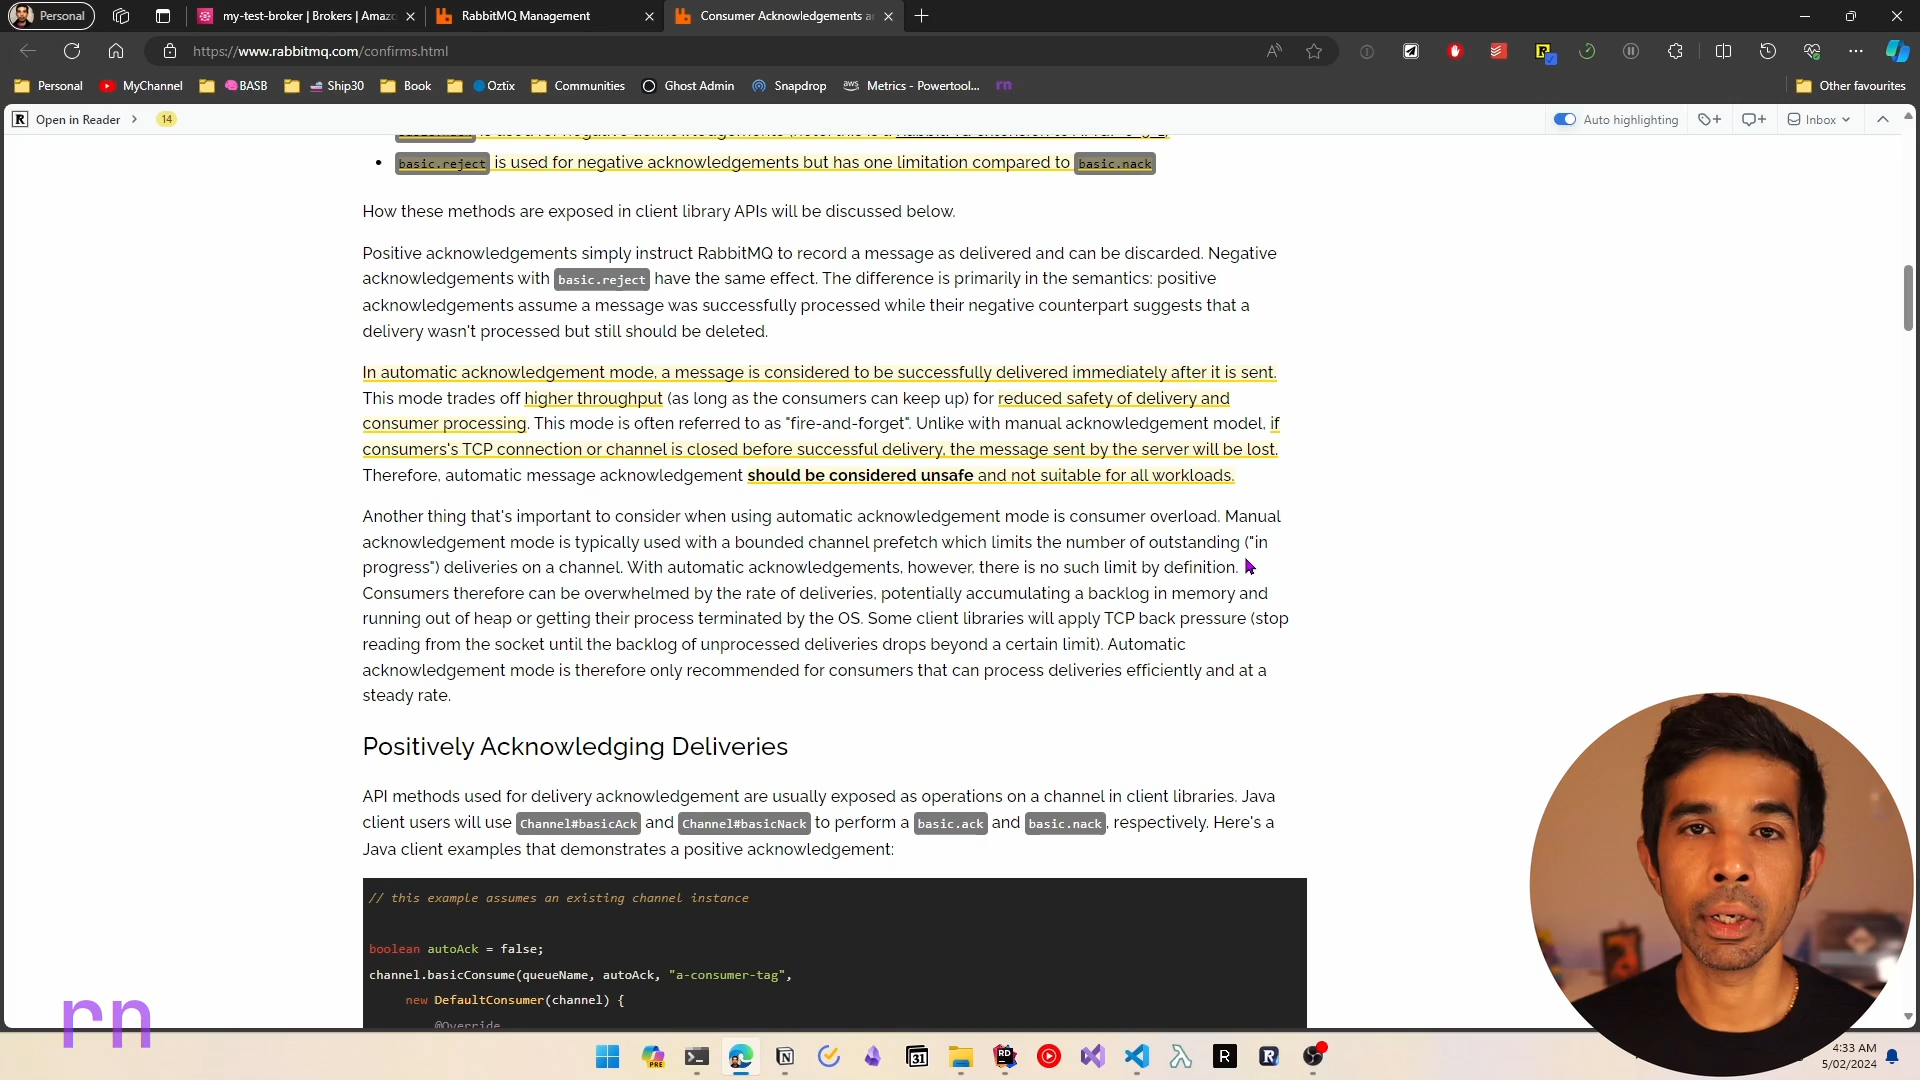 Personal
my-test-broker | Brokers | Amazo
RabbitMQ Management
Consumer Acknowledgements a
https://www.rabbitmq.com/confirms.html
Personal
MyChannel
BASB
Ship30
Book
Oztix
Communities
Ghost Admin
Snapdrop
aws
Metrics - Powertool...
rn
Other favourites
R
Open in Reader
14
Auto highlighting
Inbox
basic.reject is used for negative acknowledgements but has one limitation compared to basic.nack
How these methods are exposed in client library APIs will be discussed below.
Positive acknowledgements simply instruct RabbitMQ to record a message as delivered and can be discarded. Negative
acknowledgements with basic.reject have the same effect. The difference is primarily in the semantics: positive
acknowledgements assume a message was successfully processed while their negative counterpart suggests that a
delivery wasn't processed but still should be deleted.
In automatic acknowledgement mode, a message is considered to be successfully delivered immediately after it is sent.
This mode trades off higher throughput (as long as the consumers can keep up) for reduced safety of delivery and
consumer processing. This mode is often referred to as "fire-and-forget". Unlike with manual acknowledgement model, if
consumers's TCP connection or channel is closed before successful delivery, the message sent by the server will be lost.
Therefore, automatic message acknowledgement should be considered unsafe and not suitable for all workloads.
Another thing that's important to consider when using automatic acknowledgement mode is consumer overload. Manual
acknowledgement mode is typically used with a bounded channel prefetch which limits the number of outstanding ("in
progress") deliveries on a channel. With automatic acknowledgements, however, there is no such limit by definition.
Consumers therefore can be overwhelmed by the rate of deliveries, potentially accumulating a backlog in memory and
running out of heap or getting their process terminated by the OS. Some client libraries will apply TCP back pressure (stop
reading from the socket until the backlog of unprocessed deliveries drops beyond a certain limit). Automatic
acknowledgement mode is therefore only recommended for consumers that can process deliveries efficiently and at a
steady rate.
Positively Acknowledging Deliveries
API methods used for delivery acknowledgement are usually exposed as operations on a channel in client libraries. Java
client users will use Channel#basicAck and Channel#basicNack to perform a basic.ack and basic.nack, respectively. Here's a
Java client examples that demonstrates a positive acknowledgement:
// this example assumes an existing channel instance
boolean autoAck = false;
channel.basicConsume(queueName, autoAck, "a-consumer-tag",
new DefaultConsumer(channel) {
@Override
rn
PRE
31
RD
R
R
4:33 AM
5/02/2024